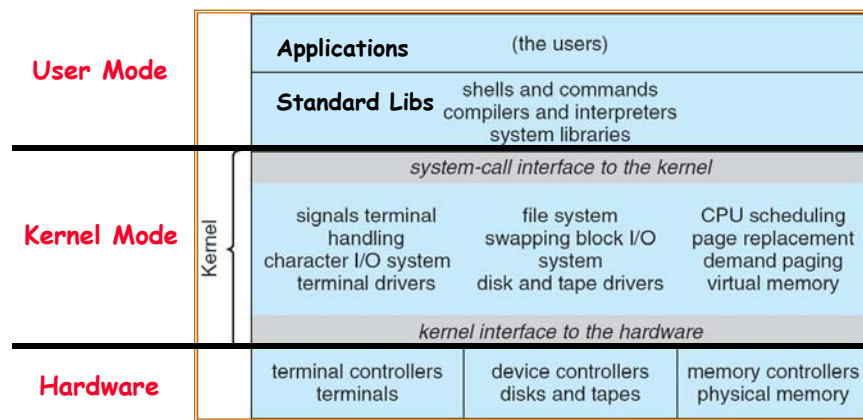 User Mode
Applications
(the users)
Standard Libs
shells and commands
compilers and interpreters
system libraries
Kernel Mode
Kernel
system-call interface to the kernel
signals terminal
handling
character I/O system
terminal drivers
file system
swapping block I/O
system
disk and tape drivers
CPU scheduling
page replacement
demand paging
virtual memory
kernel interface to the hardware
Hardware
terminal controllers
terminals
device controllers
disks and tapes
memory controllers
physical memory